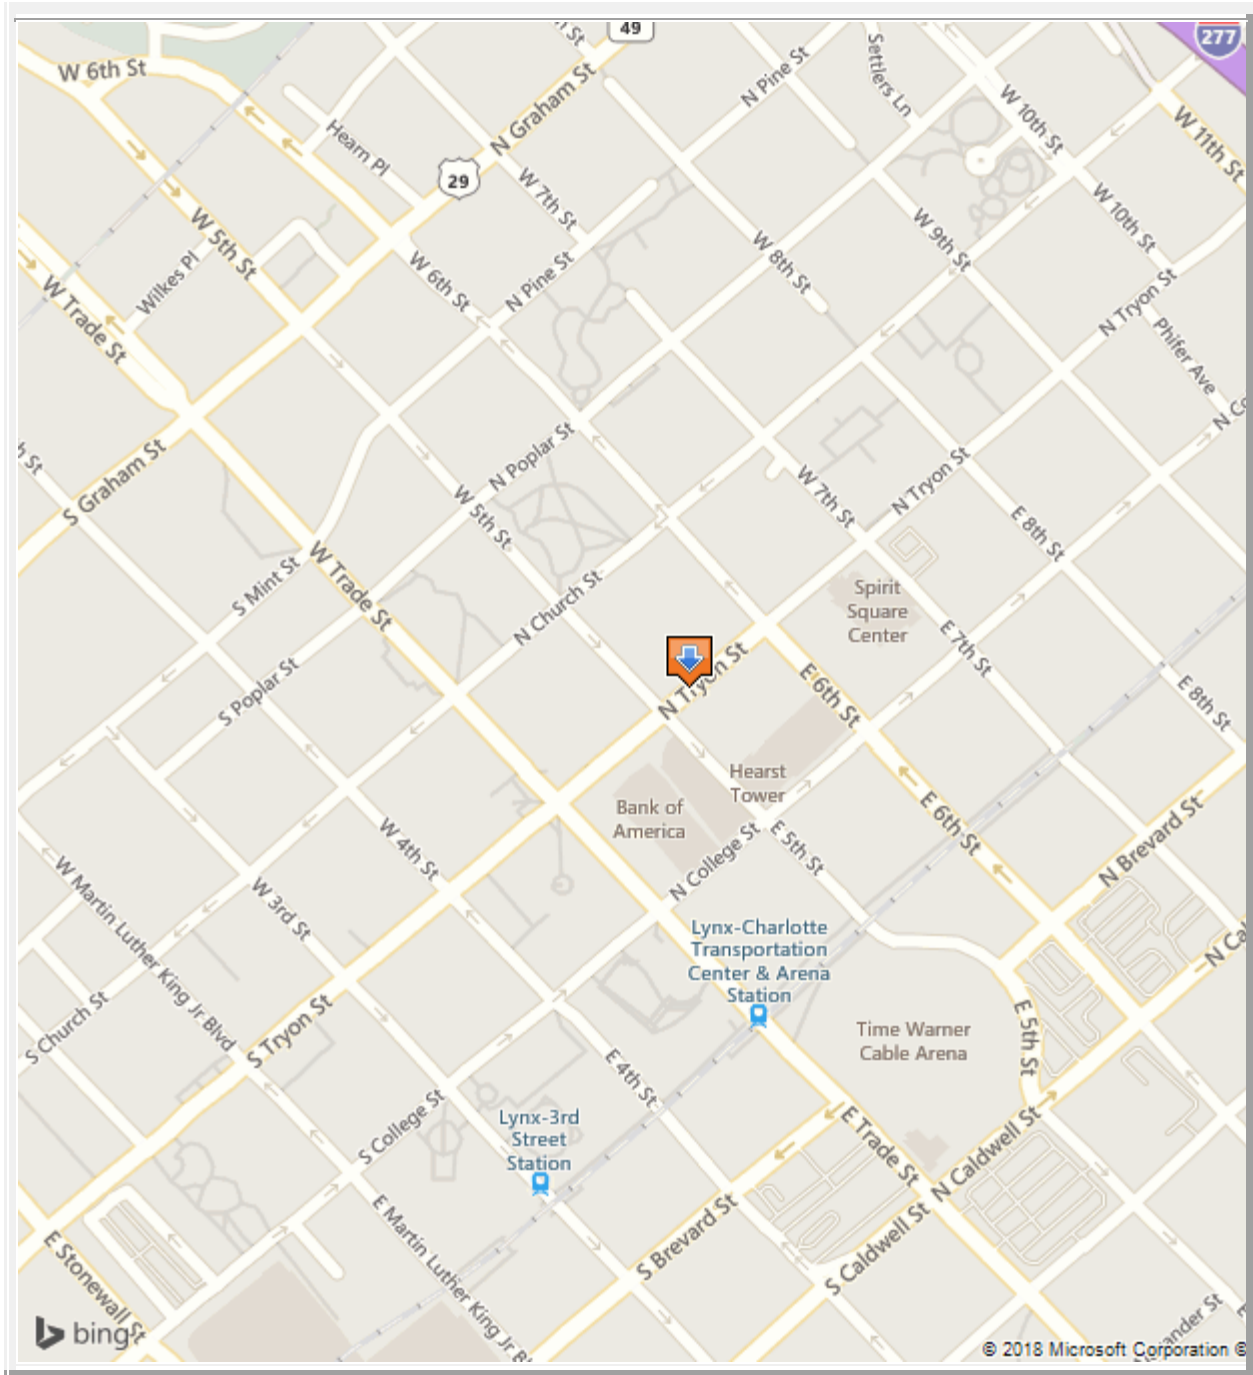 49
277
W 6th St
N Graham St
N Pine St
Settlers Ln
W 10th St
W 11th St
Hearn Pl
29
W 7th St
W 10th St
W 5th St
W 9th St
W 8th St
Wilkes Pl
W 6th St
N Pine St
N Tryon St
Phifer Ave
W Trade St
S Graham St
N Poplar St
W 5th St
W 7th St
N Tryon St
E 8th St
W Trade St
S Mint St
N Church St
Spirit
Square
Center
E 7th St
S Poplar St
N Tryon St
E 6th St
E 8th St
Hearst
Tower
Bank of
America
E 6th St
N Brevard St
W 4th St
N College St
E 5th St
W Martin Luther King Jr Blvd
W 3rd St
Lynx-Charlotte
Transportation
Center & Arena
Station
S Church St
S Tryon St
Time Warner
Cable Arena
E 5th St
E 4th St
S College St
Lynx-3rd
Street
Station
E Trade St
N Caldwell St
S Brevard St
S Caldwell St
E Stonewall St
E Martin Luther King Jr
bing
© 2018 Microsoft Corporation ©